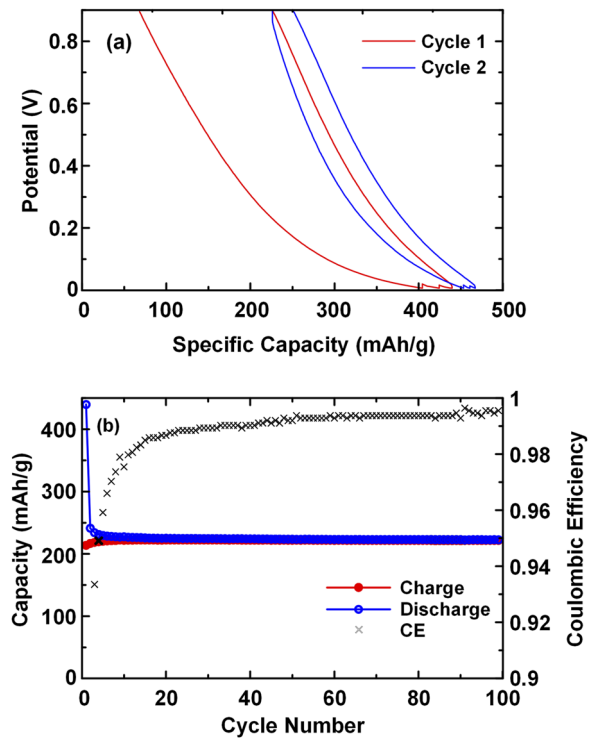 (a)
Cycle 1
Cycle 2
Potential (V)
0.8
0.6
0.4
0.2
0
0 100 200 300 400 500
Specific Capacity (mAh/g)
(b)
Capacity (mAh/g)
400
300
200
100
0
1
0.98
0.96
0.94
0.92
0.9
Coulombic Efficiency
Charge
Discharge
CE
0 20 40 60 80 100
Cycle Number